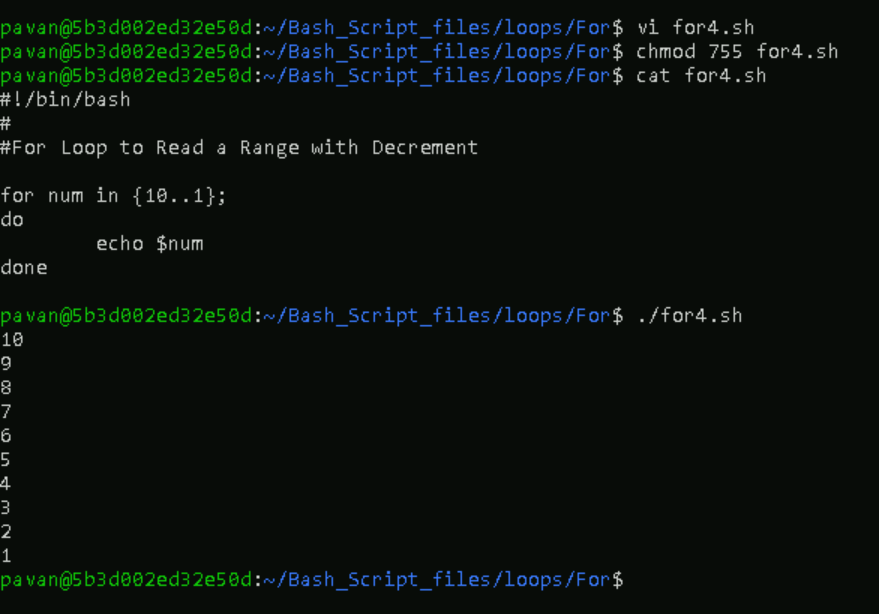 pavan@5b3d002ed32e50d:~/Bash_Script_files/loops/For$ vi for4.sh
pavan@5b3d002ed32e50d:~/Bash_Script_files/loops/For$ chmod 755 for4.sh
pavan@5b3d002ed32e50d:~/Bash_Script_files/loops/For$ cat for4.sh
#!/bin/bash
#
#For Loop to Read a Range with Decrement
for num in {10..1};
do
        echo $num
done
pavan@5b3d002ed32e50d:~/Bash_Script_files/loops/For$ ./for4.sh
10
9
8
7
6
5
4
3
2
1
pavan@5b3d002ed32e50d:~/Bash_Script_files/loops/For$